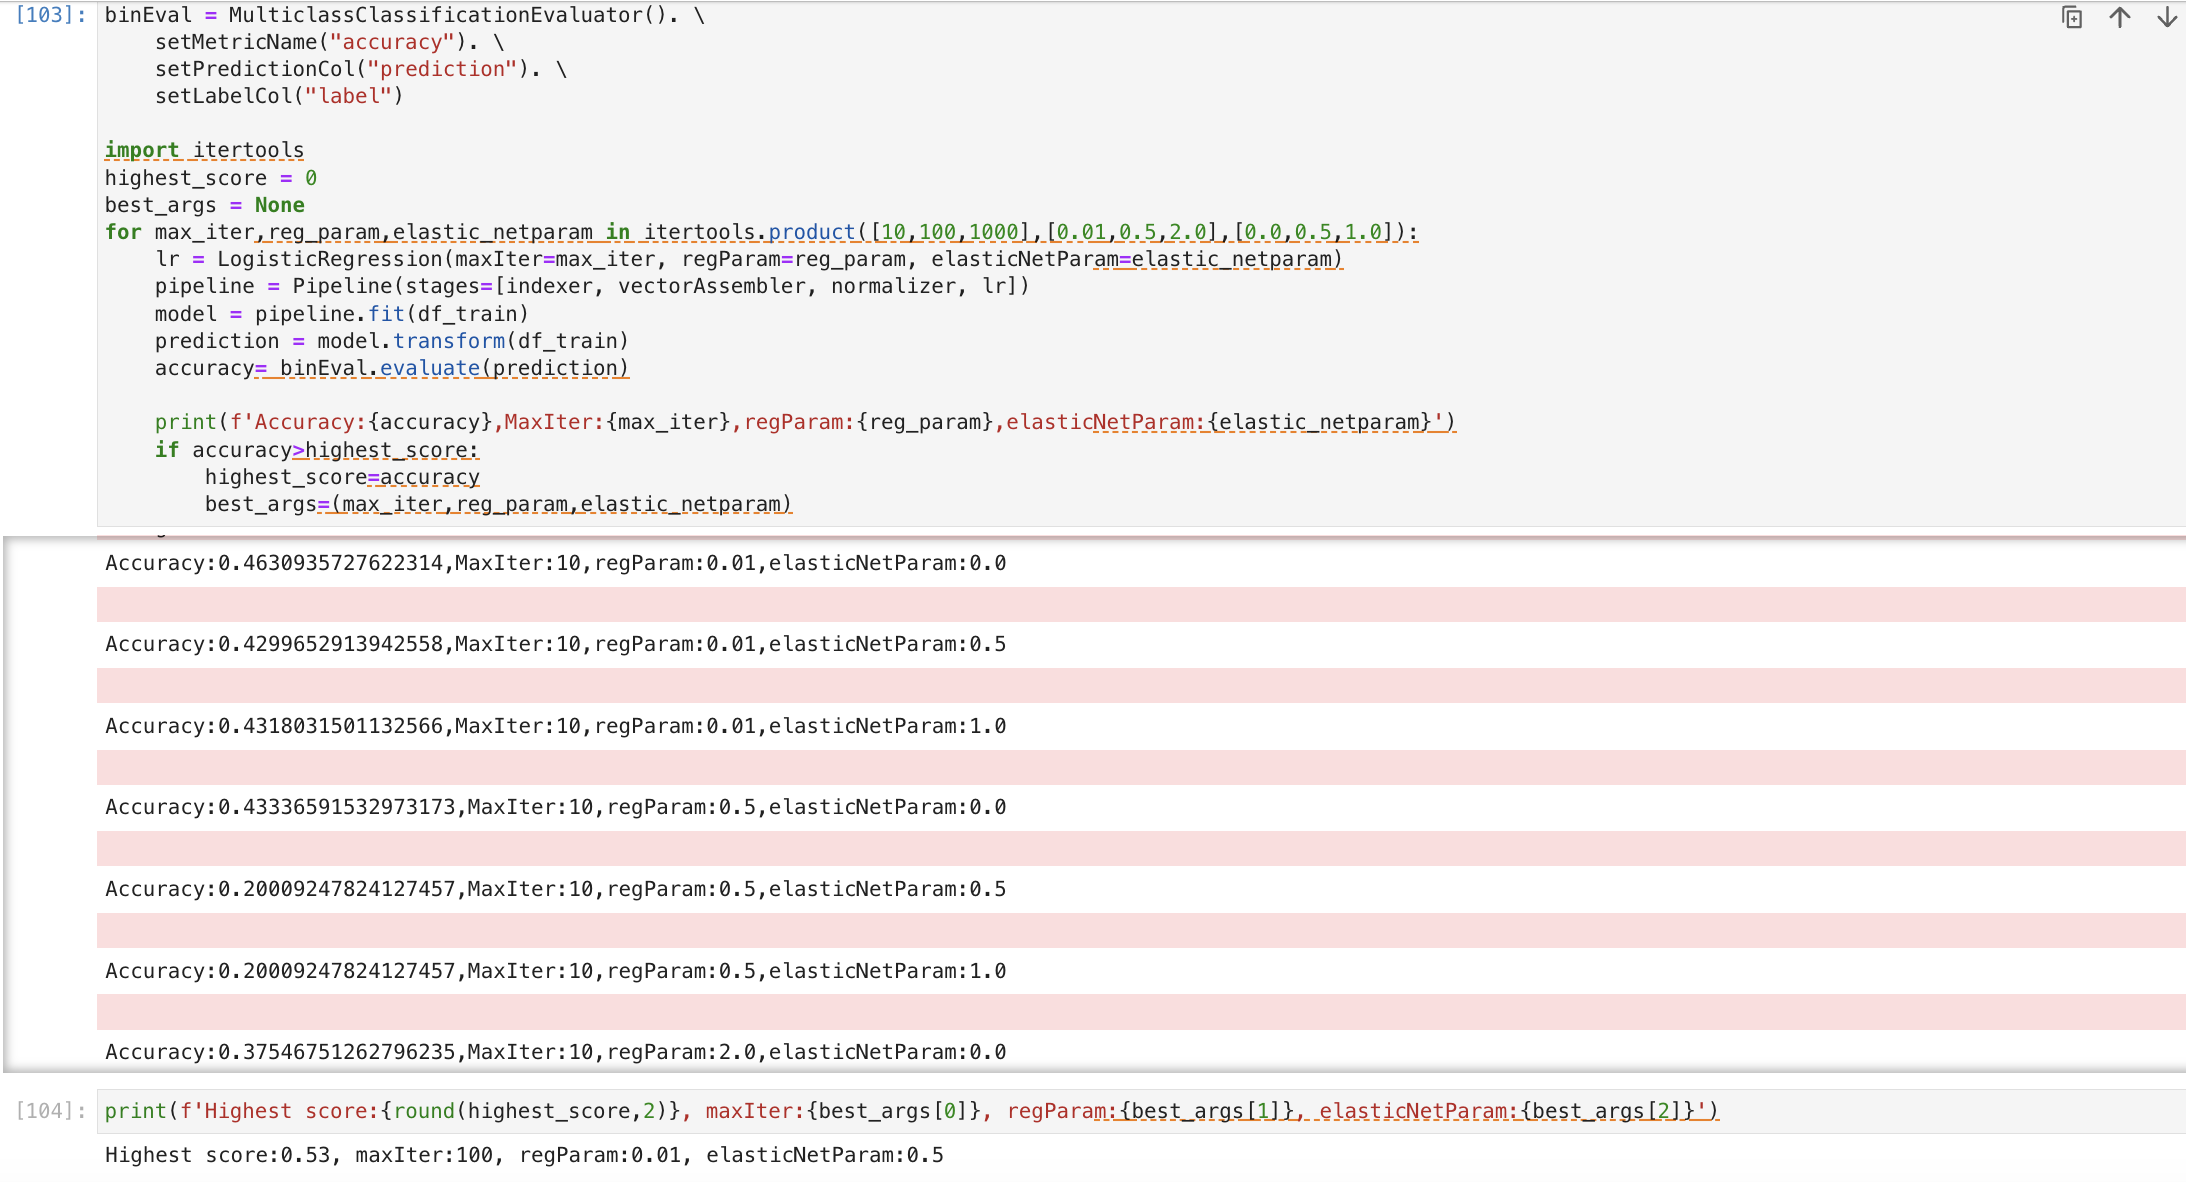 [103]: binEval = MulticlassClassificationEvaluator(). \
    setMetricName("accuracy"). \
    setPredictionCol("prediction"). \
    setLabelCol("label")

import itertools
highest_score = 0
best_args = None
for max_iter,reg_param,elastic_netparam in itertools.product([10,100,1000],[0.01,0.5,2.0],[0.0,0.5,1.0]):
    lr = LogisticRegression(maxIter=max_iter, regParam=reg_param, elasticNetParam=elastic_netparam)
    pipeline = Pipeline(stages=[indexer, vectorAssembler, normalizer, lr])
    model = pipeline.fit(df_train)
    prediction = model.transform(df_train)
    accuracy= binEval.evaluate(prediction)

    print(f'Accuracy:{accuracy},MaxIter:{max_iter},regParam:{reg_param},elasticNetParam:{elastic_netparam}')
    if accuracy>highest_score:
        highest_score=accuracy
        best_args=(max_iter,reg_param,elastic_netparam)
Accuracy:0.4630935727622314,MaxIter:10,regParam:0.01,elasticNetParam:0.0
Accuracy:0.4299652913942558,MaxIter:10,regParam:0.01,elasticNetParam:0.5
Accuracy:0.4318031501132566,MaxIter:10,regParam:0.01,elasticNetParam:1.0
Accuracy:0.43336591532973173,MaxIter:10,regParam:0.5,elasticNetParam:0.0
Accuracy:0.20009247824127457,MaxIter:10,regParam:0.5,elasticNetParam:0.5
Accuracy:0.20009247824127457,MaxIter:10,regParam:0.5,elasticNetParam:1.0
Accuracy:0.37546751262796235,MaxIter:10,regParam:2.0,elasticNetParam:0.0
[104]: print(f'Highest score:{round(highest_score,2)}, maxIter:{best_args[0]}, regParam:{best_args[1]}, elasticNetParam:{best_args[2]}')
Highest score:0.53, maxIter:100, regParam:0.01, elasticNetParam:0.5